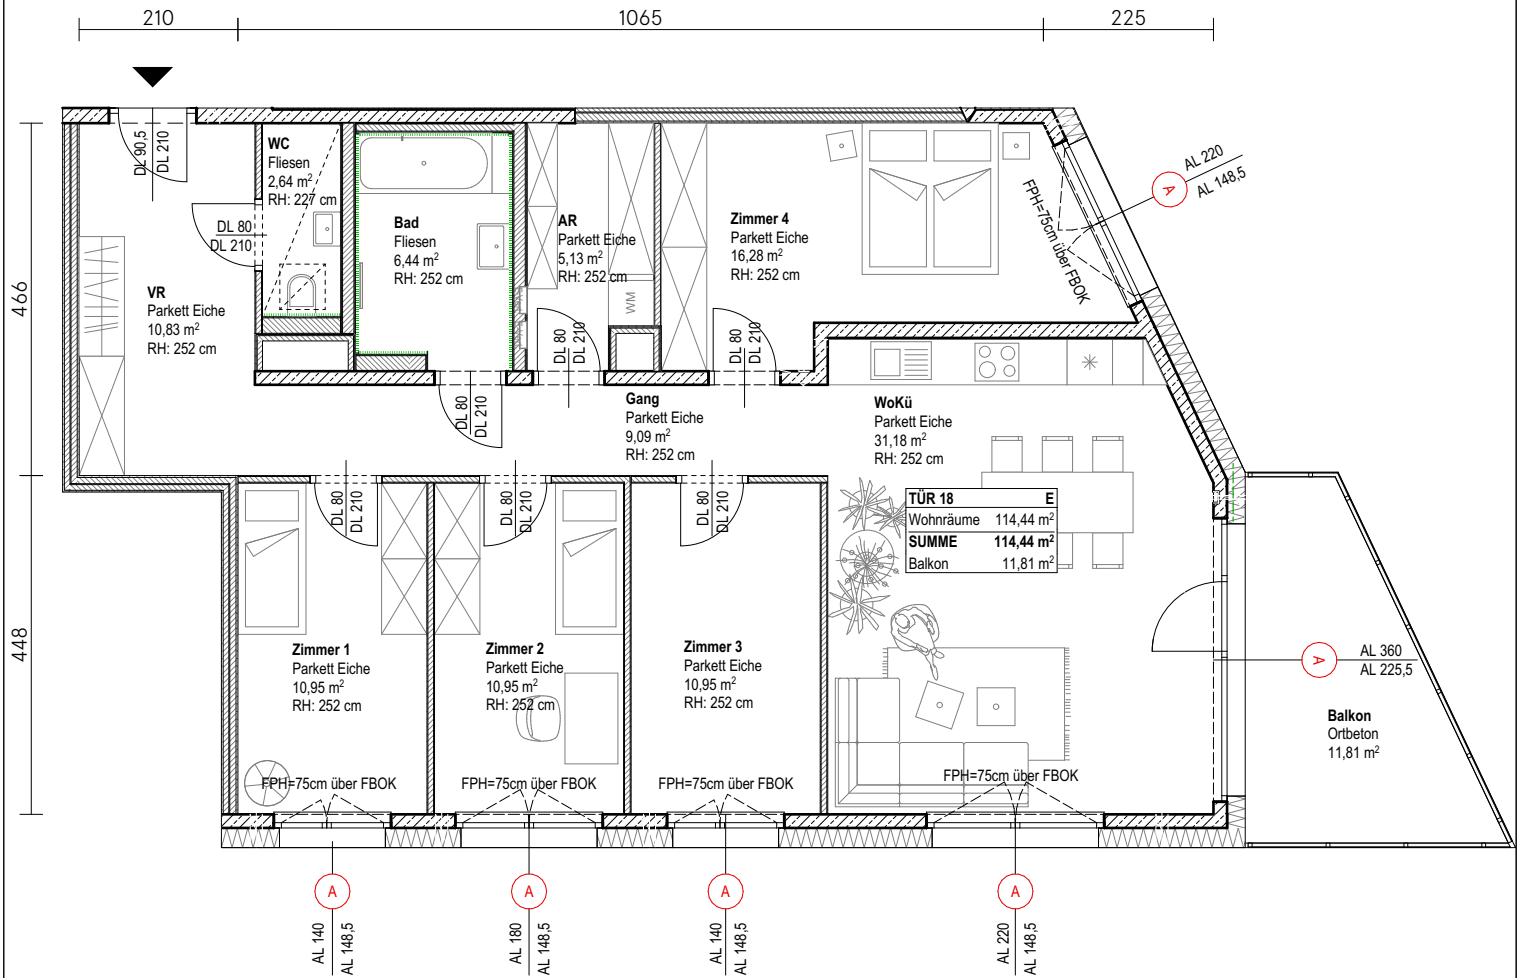 210
1065
225
466
448
DL 90,5
DL 210
WC
Fliesen
2,64 m²
RH: 227 cm
DL 80
DL 210
VR
Parkett Eiche
10,83 m²
RH: 252 cm
Bad
Fliesen
6,44 m²
RH: 252 cm
AR
Parkett Eiche
5,13 m²
RH: 252 cm
WM
Zimmer 4
Parkett Eiche
16,28 m²
RH: 252 cm
FPH=75cm über FBOK
A
AL 220
AL 148,5
DL 80
DL 210
DL 80
DL 210
DL 80
DL 210
Gang
Parkett Eiche
9,09 m²
RH: 252 cm
WoKü
Parkett Eiche
31,18 m²
RH: 252 cm
TÜR 18 E
Wohnräume 114,44 m²
SUMME 114,44 m²
Balkon 11,81 m²
DL 80
DL 210
DL 80
DL 210
DL 80
DL 210
Zimmer 1
Parkett Eiche
10,95 m²
RH: 252 cm
Zimmer 2
Parkett Eiche
10,95 m²
RH: 252 cm
Zimmer 3
Parkett Eiche
10,95 m²
RH: 252 cm
A
AL 360
AL 225,5
Balkon
Ortbeton
11,81 m²
FPH=75cm über FBOK
FPH=75cm über FBOK
FPH=75cm über FBOK
FPH=75cm über FBOK
A
AL 140
AL 148,5
A
AL 180
AL 148,5
A
AL 140
AL 148,5
A
AL 220
AL 148,5